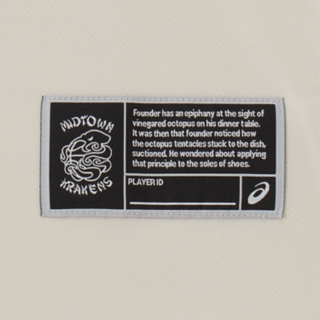 MIDTOWN
KRAKENS
Founder has an epiphany at the sight of
vinegared octopus on his dinner table.
It was then that founder noticed how
the octopus tentacles stuck to the dish,
suctioned. He wondered about applying
that principle to the soles of shoes.
PLAYER ID